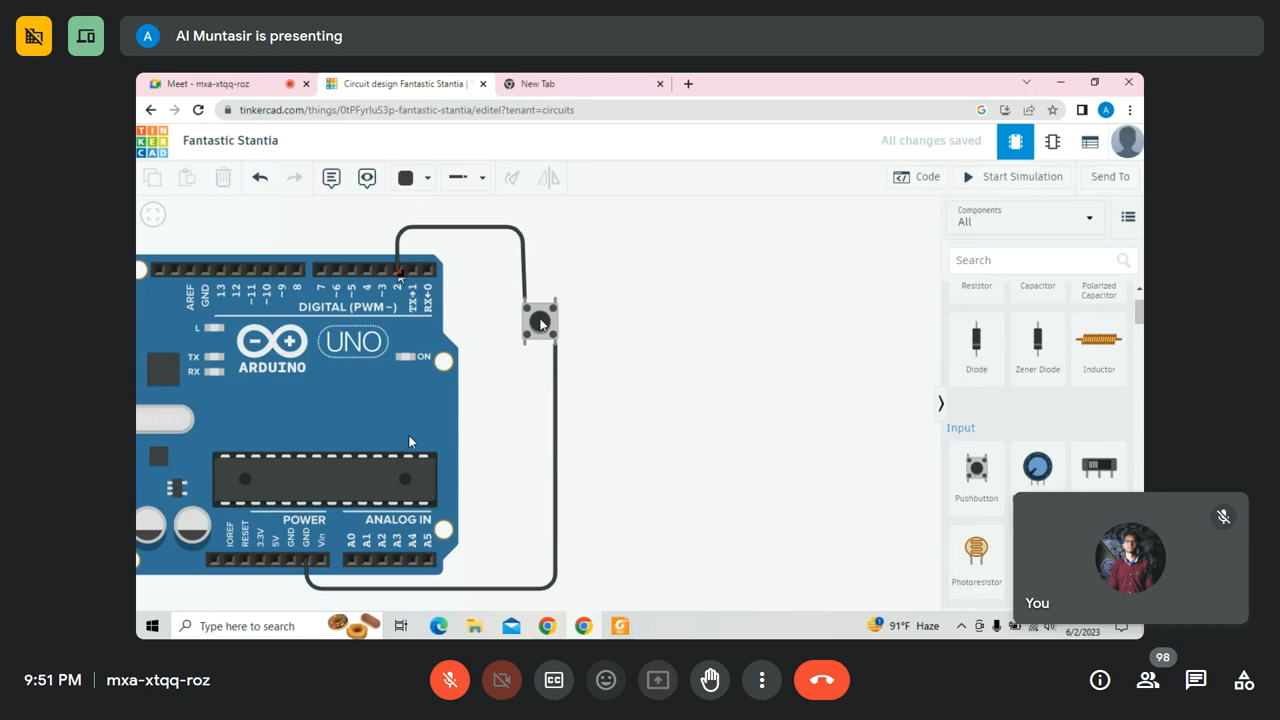 A
Al Muntasir is presenting
Meet - mxa-xtqq-roz
Circuit design Fantastic Stantia |
New Tab
tinkercad.com/things/0tPFyrIuS3p-fantastic-stantia/editel?tenant=circuits
A
TIN
KER
CAD
Fantastic Stantia
All changes saved
Code
Start Simulation
Send To
Components
All
Search
Resistor
Capacitor
Polarized
Capacitor
Diode
Zener Diode
Inductor
Input
Pushbutton
Photoresistor
AREF
GND
13
12
~11
~10
~9
8
7
~6
~5
4
~3
2
TX→1
RX←0
DIGITAL (PWM~)
L
TX
RX
ARDUINO
UNO
ON
POWER
ANALOG IN
IOREF
RESET
3.3V
5V
GND
GND
Vin
A0
A1
A2
A3
A4
A5
You
Type here to search
91°F Haze
6/2/2023
9:51 PM
mxa-xtqq-roz
98